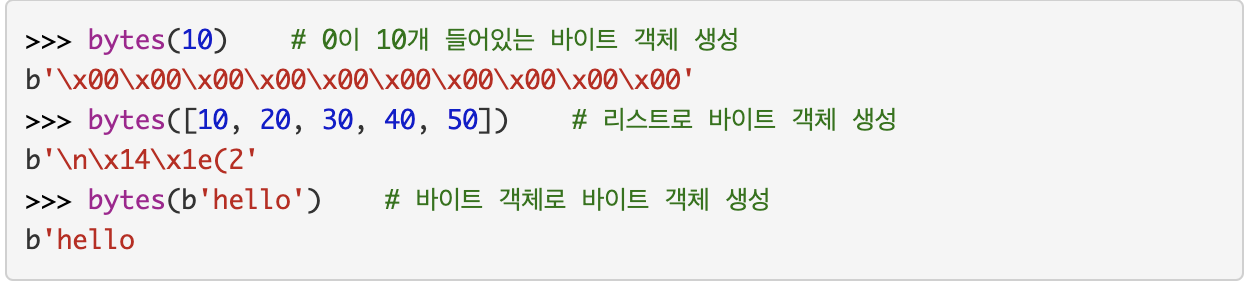 >>> bytes(10)    # 0이 10개 들어있는 바이트 객체 생성
b'\x00\x00\x00\x00\x00\x00\x00\x00\x00\x00'
>>> bytes([10, 20, 30, 40, 50])    # 리스트로 바이트 객체 생성
b'\n\x14\x1e(2'
>>> bytes(b'hello')    # 바이트 객체로 바이트 객체 생성
b'hello